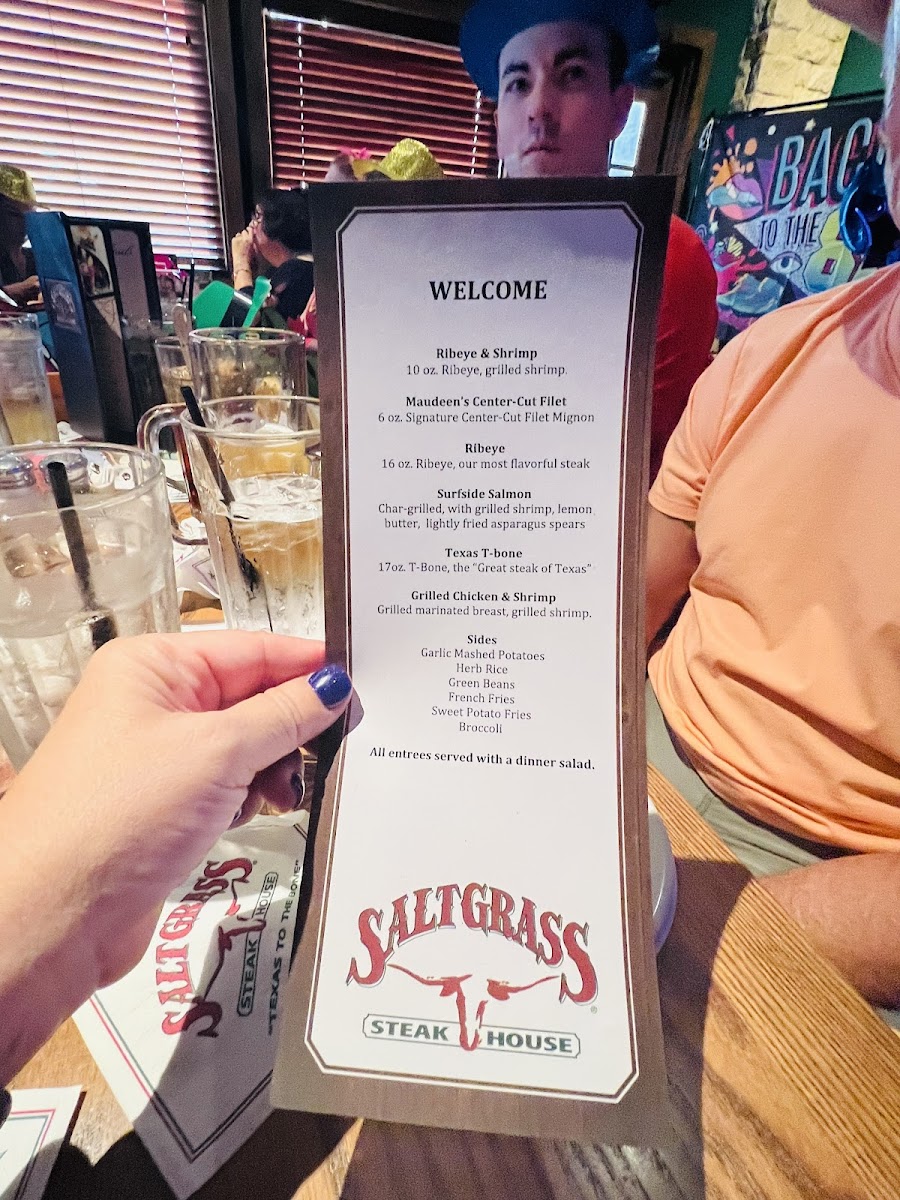 BAC
TO THE
8
WELCOME
Ribeye & Shrimp
10 oz. Ribeye, grilled shrimp.
Maudeen's Center-Cut Filet
6 oz. Signature Center-Cut Filet Mignon
Ribeye
16 oz. Ribeye, our most flavorful steak
Surfside Salmon
Char-grilled, with grilled shrimp, lemon
butter, lightly fried asparagus spears
Texas T-bone
17oz. T-Bone, the “Great steak of Texas”
Grilled Chicken & Shrimp
Grilled marinated breast, grilled shrimp.
Sides
Garlic Mashed Potatoes
Herb Rice
Green Beans
French Fries
Sweet Potato Fries
Broccoli
All entrees served with a dinner salad.
SALTGRASS
®
STEAK HOUSE
SALTGRASS
®
STEAK HOUSE
"TEXAS TO THE BONE"